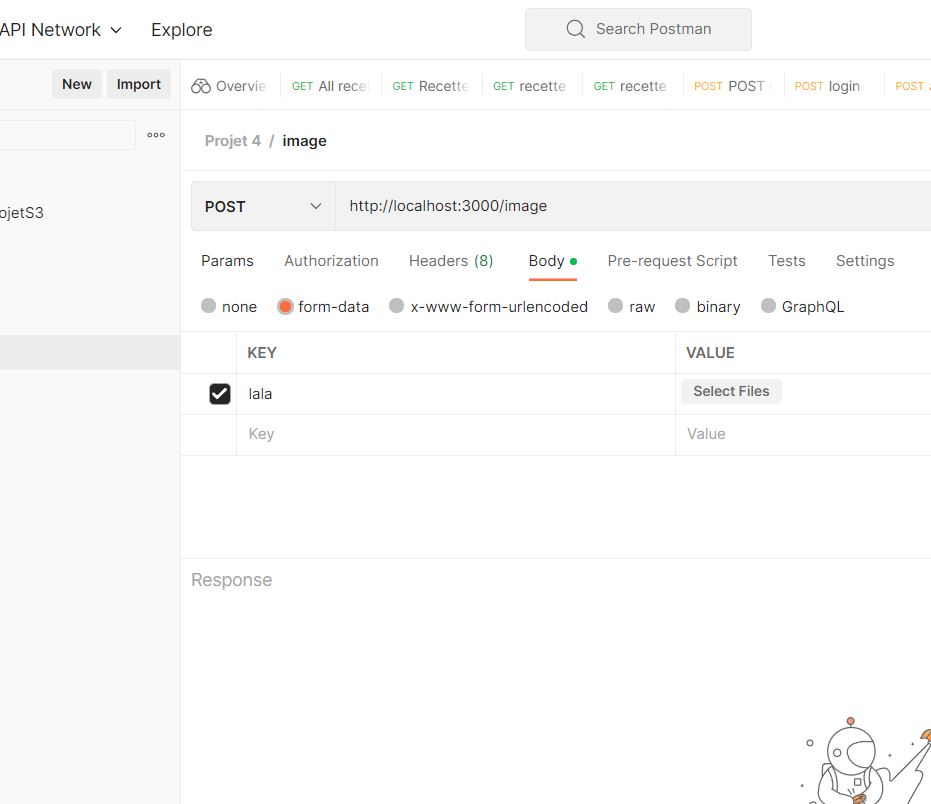 API Network Explore Search Postman
New Import Overvie GET All rece GET Recette GET recette GET recette POST POST POST login POST
Projet 4 / image
POST http://localhost:3000/image
ojetS3
Params Authorization Headers (8) Body Pre-request Script Tests Settings
none form-data x-www-form-urlencoded raw binary GraphQL
KEY VALUE
lala Select Files
Key Value
Response